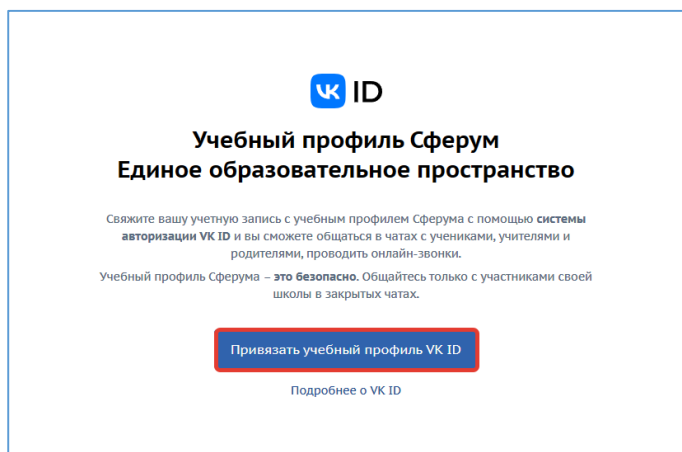 VK ID
Учебный профиль Сферум
Единое образовательное пространство
Свяжите вашу учетную запись с учебным профилем Сферума с помощью системы
авторизации VK ID и вы сможете общаться в чатах с учениками, учителями и
родителями, проводить онлайн-звонки.
Учебный профиль Сферума – это безопасно. Общайтесь только с участниками своей
школы в закрытых чатах.
Привязать учебный профиль VK ID
Подробнее о VK ID